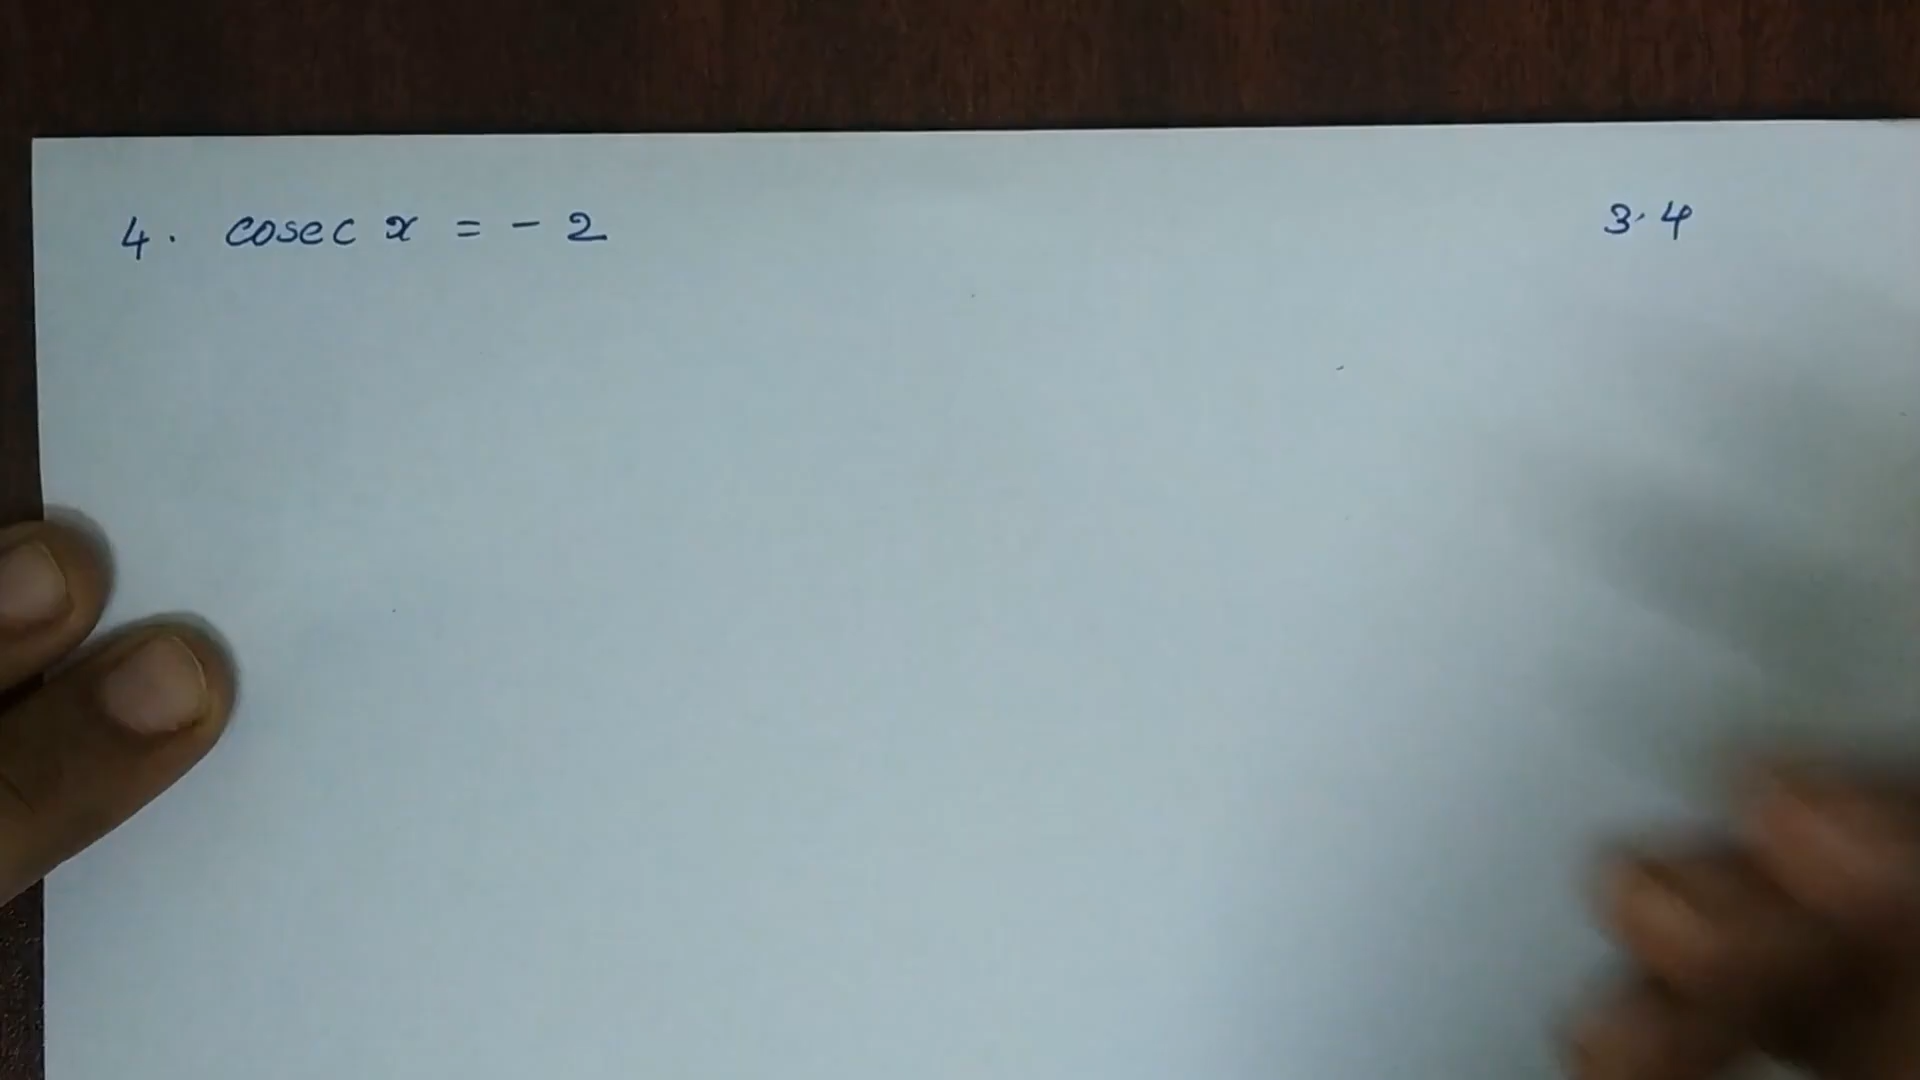 4. cosec x = - 2 3.4